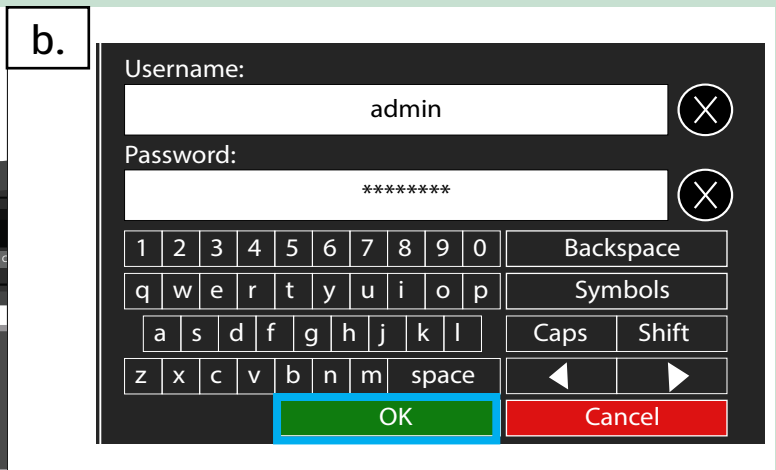 b.
Username:
admin
X
Password:
********
X
1 2 3 4 5 6 7 8 9 0 Backspace
q w e r t y u i o p Symbols
a s d f g h j k l Caps Shift
z x c v b n m space
OK Cancel